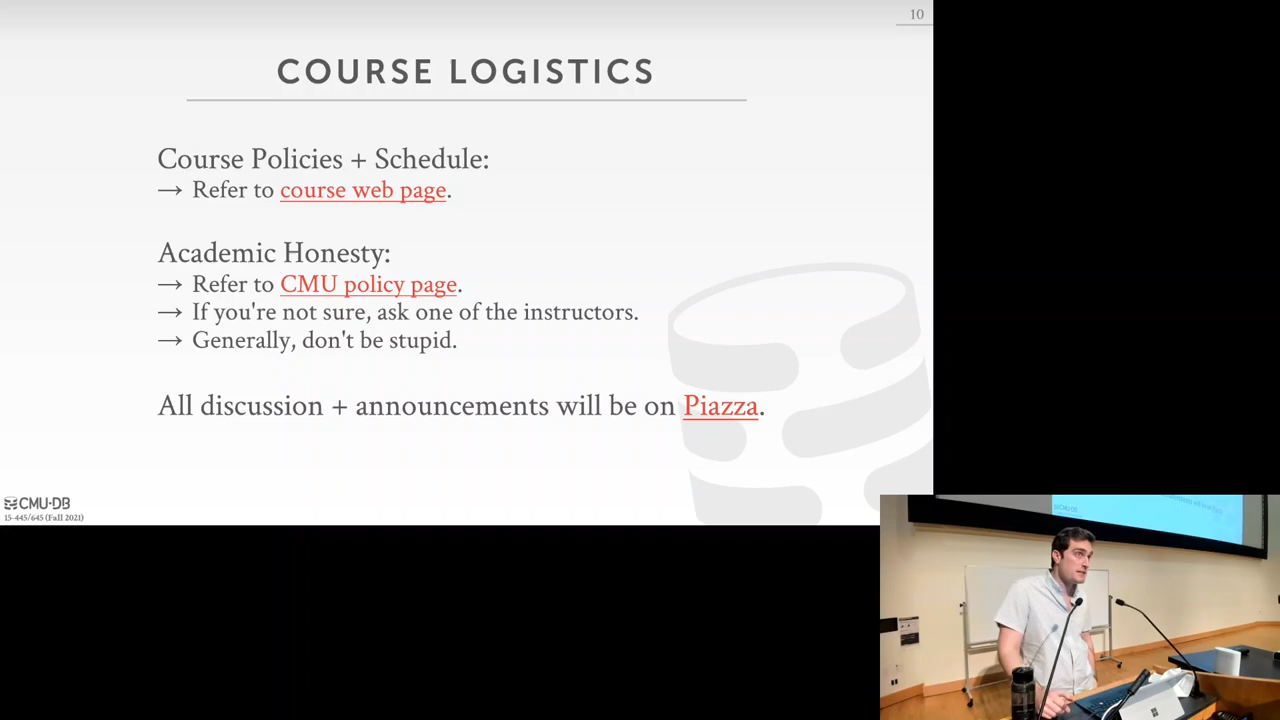 10
COURSE LOGISTICS
Course Policies + Schedule:
→ Refer to course web page.
Academic Honesty:
→ Refer to CMU policy page.
→ If you're not sure, ask one of the instructors.
→ Generally, don't be stupid.
All discussion + announcements will be on Piazza.
CMU·DB
15-445/645 (Fall 2021)